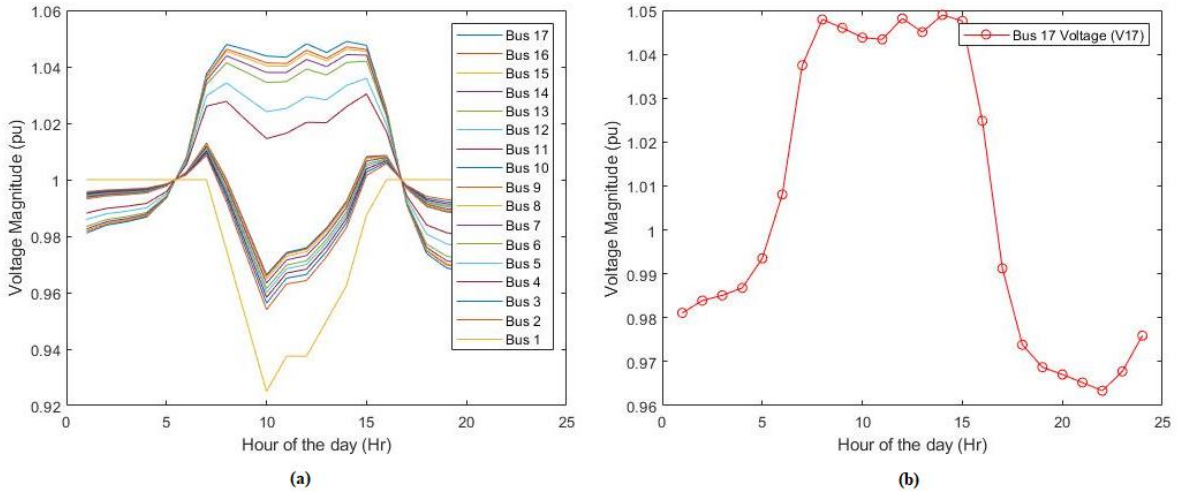 1.06
1.04
1.02
1
0.98
0.96
0.94
0.92
Voltage Magnitude (pu)
0
5
10
15
20
25
Hour of the day (Hr)
Bus 17
Bus 16
Bus 15
Bus 14
Bus 13
Bus 12
Bus 11
Bus 10
Bus 9
Bus 8
Bus 7
Bus 6
Bus 5
Bus 4
Bus 3
Bus 2
Bus 1
(a)
1.05
1.04
1.03
1.02
1.01
1
0.99
0.98
0.97
0.96
Voltage Magnitude (pu)
0
5
10
15
20
25
Hour of the day (Hr)
Bus 17 Voltage (V17)
(b)